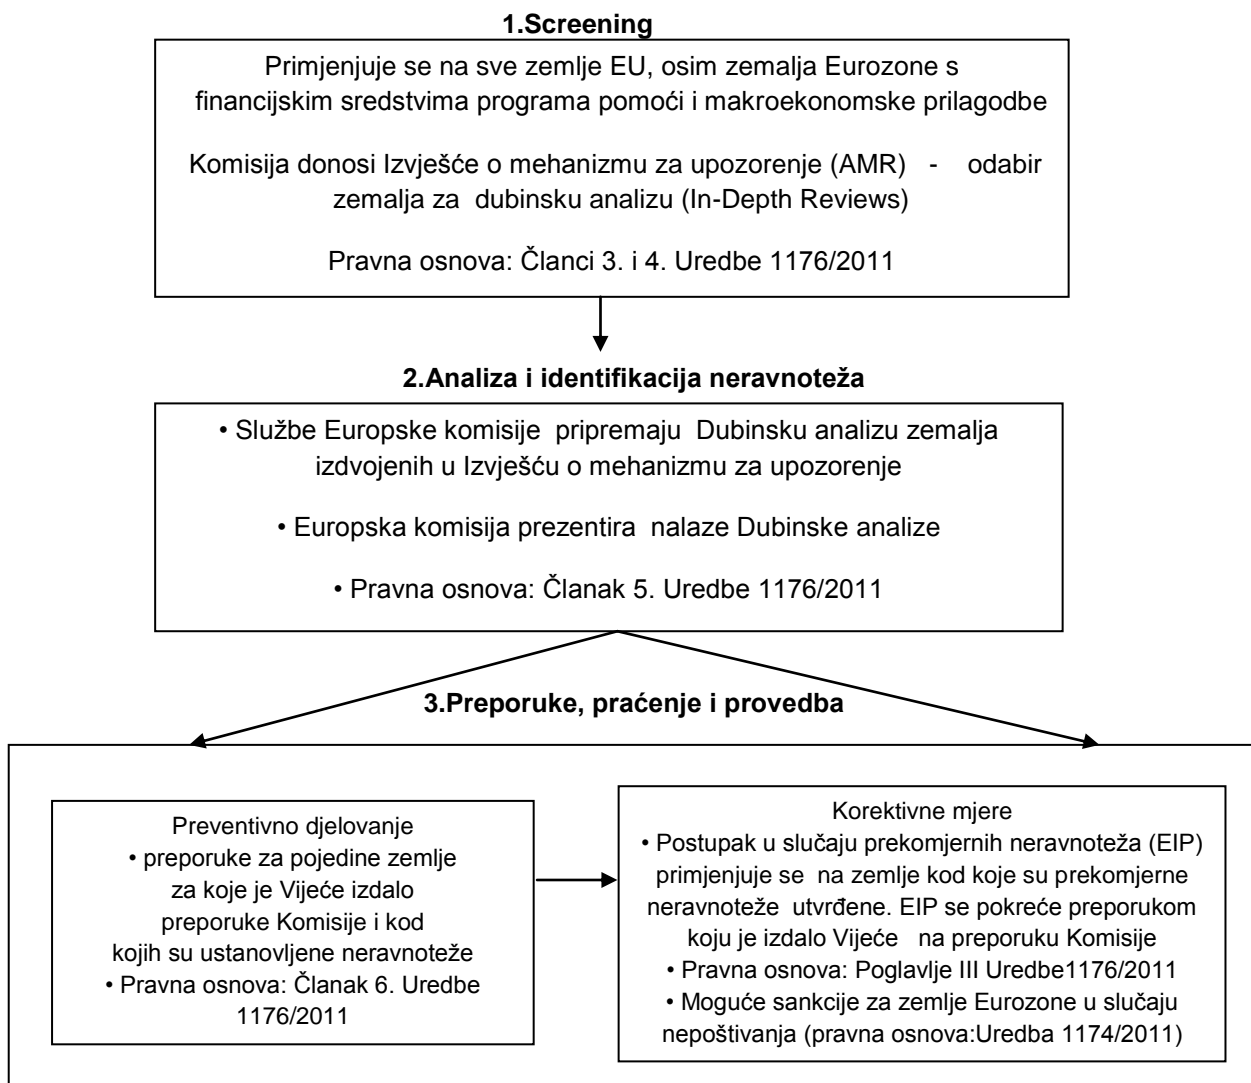 1.Screening
Primjenjuje se na sve zemlje EU, osim zemalja Eurozone s
financijskim sredstvima programa pomoći i makroekonomske prilagodbe
Komisija donosi Izvješće o mehanizmu za upozorenje (AMR) - odabir
zemalja za dubinsku analizu (In-Depth Reviews)
Pravna osnova: Članci 3. i 4. Uredbe 1176/2011
2.Analiza i identifikacija neravnoteža
• Službe Europske komisije pripremaju Dubinsku analizu zemalja
izdvojenih u Izvješću o mehanizmu za upozorenje
• Europska komisija prezentira nalaze Dubinske analize
• Pravna osnova: Članak 5. Uredbe 1176/2011
3.Preporuke, praćenje i provedba
Preventivno djelovanje
• preporuke za pojedine zemlje
za koje je Vijeće izdalo
preporuke Komisije i kod
kojih su ustanovljene neravnoteže
• Pravna osnova: Članak 6. Uredbe
1176/2011
Korektivne mjere
• Postupak u slučaju prekomjernih neravnoteža (EIP)
primjenjuje se na zemlje kod koje su prekomjerne
neravnoteže utvrđene. EIP se pokreće preporukom
koju je izdalo Vijeće na preporuku Komisije
• Pravna osnova: Poglavlje III Uredbe1176/2011
• Moguće sankcije za zemlje Eurozone u slučaju
nepoštivanja (pravna osnova:Uredba 1174/2011)